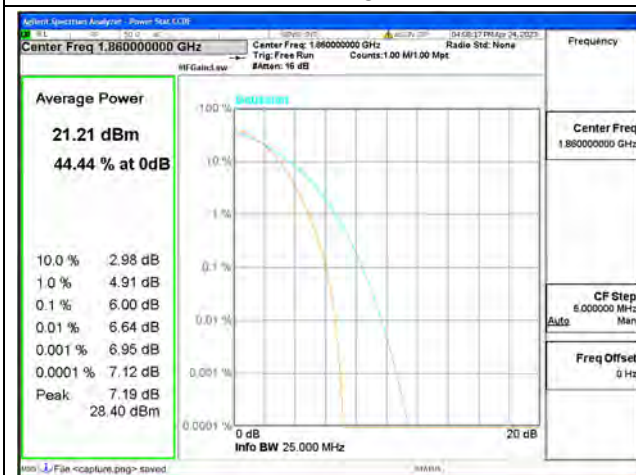 Agilent Spectrum Analyzer - Power Stat CCDF
Center Freq 1.860000000 GHz
Center Freq: 1.860000000 GHz
Trig: Free Run
Counts:1.00 M/1.00 Mpt
#IFGain:Low
#Atten: 16 dB
04:08:17 PM Apr 24, 2023
Radio Std: None
Frequency
Average Power
21.21 dBm
44.44 % at 0dB
10.0 % 2.98 dB
1.0 % 4.91 dB
0.1 % 6.00 dB
0.01 % 6.64 dB
0.001 % 6.95 dB
0.0001 % 7.12 dB
Peak 7.19 dB
28.40 dBm
Gaussian
100 %
10 %
1 %
0.1 %
0.01 %
0.001 %
0.0001 %
0 dB
20 dB
Info BW 25.000 MHz
Center Freq
1.860000000 GHz
CF Step
5.000000 MHz
Auto Man
Freq Offset
0 Hz
MSG File <capture.png> saved
STATUS